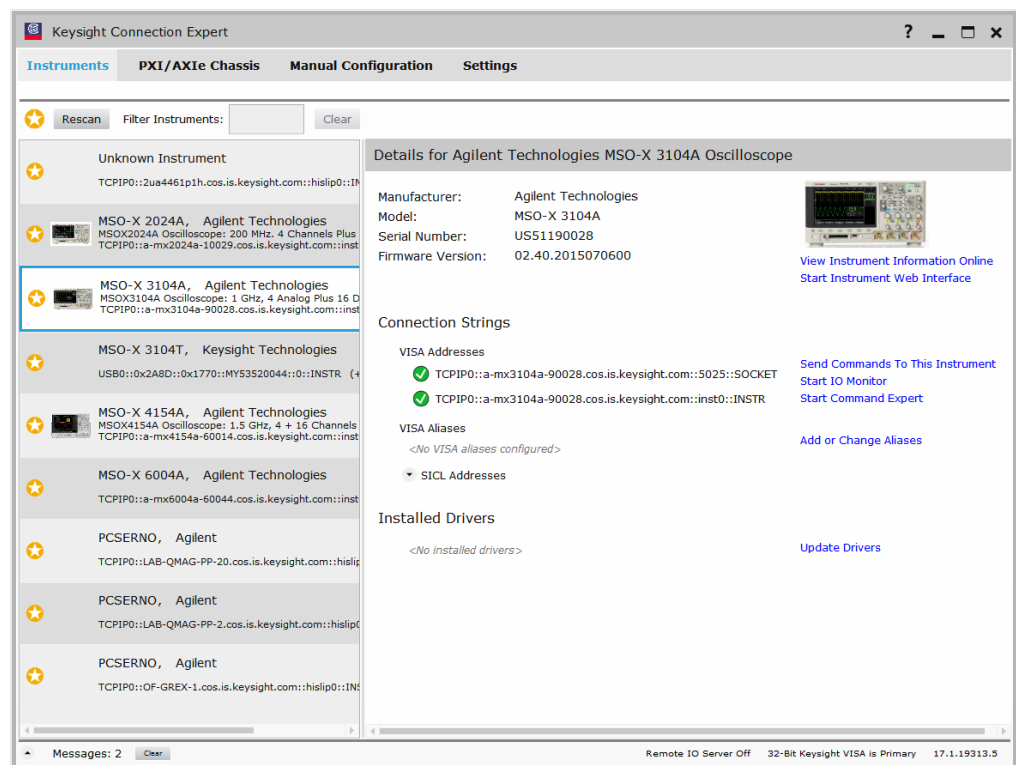 Keysight Connection Expert
?
Instruments PXI/AXIe Chassis Manual Configuration Settings
Rescan Filter Instruments: Clear
Unknown Instrument
TCPIP0::2ua4461p1h.cos.is.keysight.com::hislip0::IN
MSO-X 2024A, Agilent Technologies
MSOX2024A Oscilloscope: 200 MHz. 4 Channels Plus
TCPIP0::a-mx2024a-10029.cos.is.keysight.com::inst
MSO-X 3104A, Agilent Technologies
MSOX3104A Oscilloscope: 1 GHz, 4 Analog Plus 16 D
TCPIP0::a-mx3104a-90028.cos.is.keysight.com::inst
MSO-X 3104T, Keysight Technologies
USB0::0x2A8D::0x1770::MY53520044::0::INSTR (+
MSO-X 4154A, Agilent Technologies
MSOX4154A Oscilloscope: 1.5 GHz, 4 + 16 Channels
TCPIP0::a-mx4154a-60014.cos.is.keysight.com::inst
MSO-X 6004A, Agilent Technologies
TCPIP0::a-mx6004a-60044.cos.is.keysight.com::inst
PCSERNO, Agilent
TCPIP0::LAB-QMAG-PP-20.cos.is.keysight.com::hislip
PCSERNO, Agilent
TCPIP0::LAB-QMAG-PP-2.cos.is.keysight.com::hislip0
PCSERNO, Agilent
TCPIP0::OF-GREX-1.cos.is.keysight.com::hislip0::INS
Details for Agilent Technologies MSO-X 3104A Oscilloscope
Manufacturer: Agilent Technologies
Model: MSO-X 3104A
Serial Number: US51190028
Firmware Version: 02.40.2015070600
View Instrument Information Online
Start Instrument Web Interface
Connection Strings
VISA Addresses
TCPIP0::a-mx3104a-90028.cos.is.keysight.com::5025::SOCKET
TCPIP0::a-mx3104a-90028.cos.is.keysight.com::inst0::INSTR
Send Commands To This Instrument
Start IO Monitor
Start Command Expert
VISA Aliases
<No VISA aliases configured>
Add or Change Aliases
SICL Addresses
Installed Drivers
<No installed drivers>
Update Drivers
Messages: 2 Clear
Remote IO Server Off 32-Bit Keysight VISA is Primary 17.1.19313.5